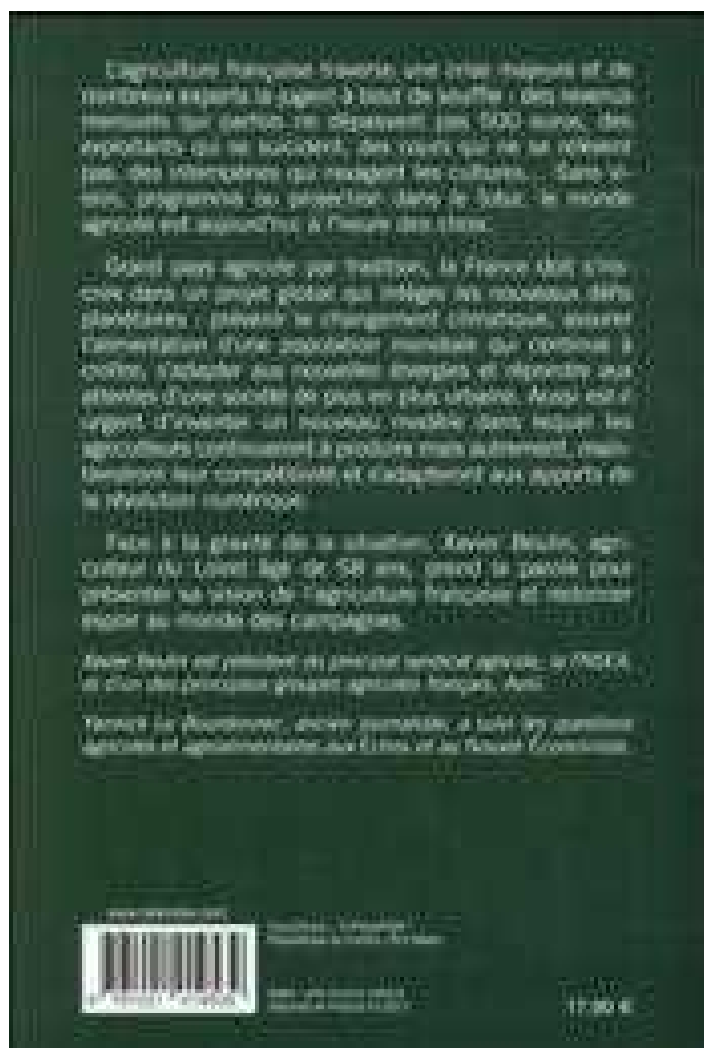 L'agriculture française traverse une crise majeure et de
nombreux experts la jugent à bout de souffle : des revenus
mensuels qui parfois ne dépassent pas 500 euros, des
exploitants qui se suicident, des cours qui ne se relèvent
pas, des intempéries qui ravagent les cultures... Sans vi-
sion, programme ou projection dans le futur, le monde
agricole est aujourd'hui à l'heure des choix.
Grand pays agricole par tradition, la France doit s'ins-
crire dans un projet global qui intègre les nouveaux défis
planétaires : prévenir le changement climatique, assurer
l'alimentation d'une population mondiale qui continue à
croître, s'adapter aux nouvelles énergies et répondre aux
attentes d'une société de plus en plus urbaine. Aussi est-il
urgent d'inventer un nouveau modèle dans lequel les
agriculteurs continueront à produire mais autrement, main-
tiendront leur compétitivité et s'adapteront aux apports de
la révolution numérique.
Face à la gravité de la situation, Xavier Beulin, agri-
culteur du Loiret âgé de 58 ans, prend la parole pour
présenter sa vision de l'agriculture française et redonner
espoir au monde des campagnes.
Xavier Beulin est président du principal syndicat agricole, la FNSEA,
et d'un des principaux groupes agricoles français, Avril.
Yannick Le Bourdonnec, ancien journaliste, a suivi les questions
agricoles et agroalimentaires aux Échos et au Nouvel Économiste.
17,90 €